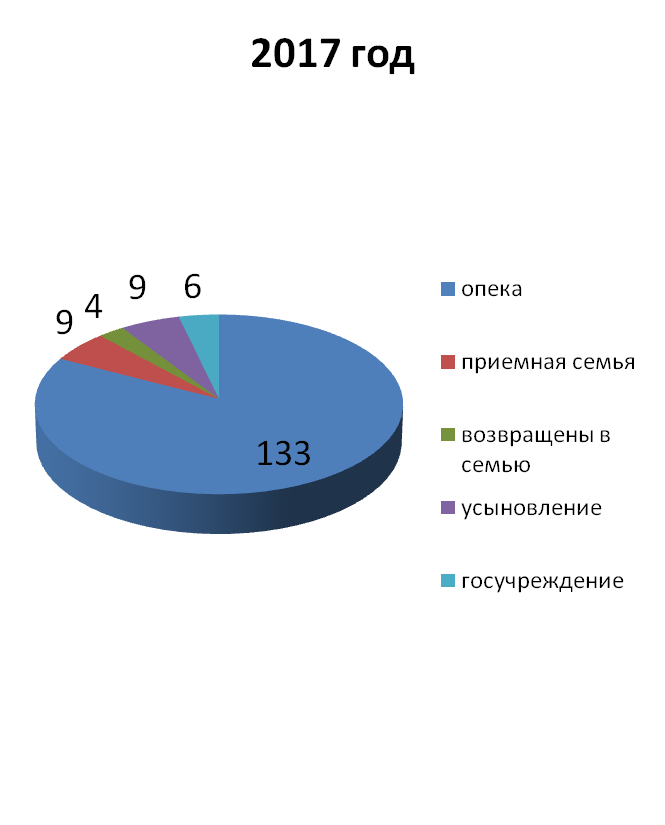 2017 год
9
4
9
6
133
опека
приемная семья
возвращены в
семью
усыновление
госучреждение